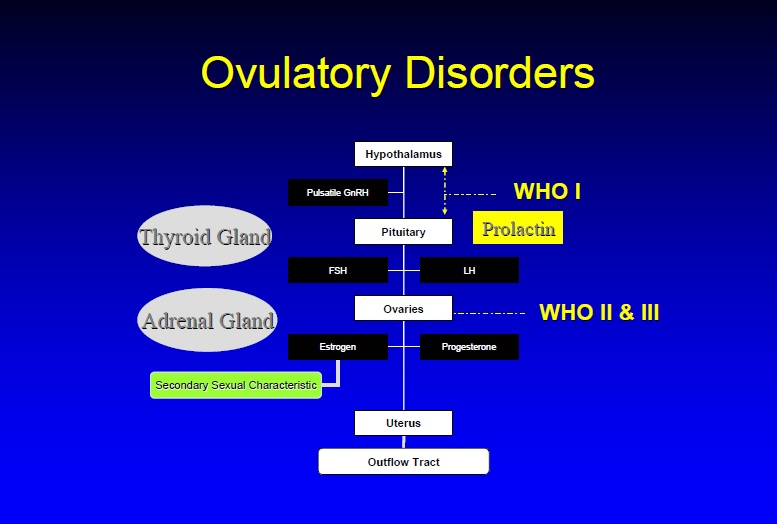 Ovulatory Disorders
Hypothalamus
Pulsatile GnRH
WHO I
Thyroid Gland
Pituitary
Prolactin
FSH
LH
Adrenal Gland
Ovaries
WHO II & III
Estrogen
Progesterone
Secondary Sexual Characteristic
Uterus
Outflow Tract